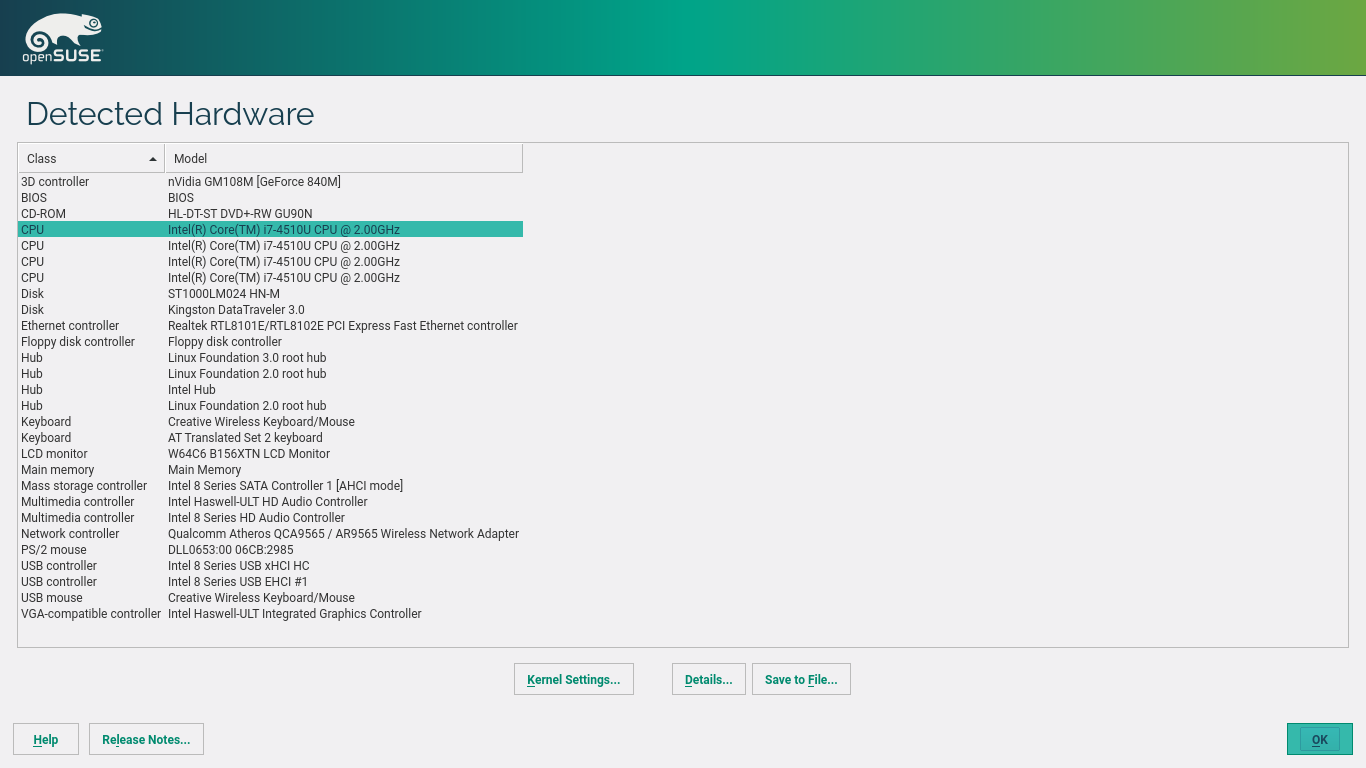 openSUSE
Detected Hardware
Class Model
3D controller nVidia GM108M [GeForce 840M]
BIOS BIOS
CD-ROM HL-DT-ST DVD+-RW GU90N
CPU Intel(R) Core(TM) i7-4510U CPU @ 2.00GHz
CPU Intel(R) Core(TM) i7-4510U CPU @ 2.00GHz
CPU Intel(R) Core(TM) i7-4510U CPU @ 2.00GHz
CPU Intel(R) Core(TM) i7-4510U CPU @ 2.00GHz
Disk ST1000LM024 HN-M
Disk Kingston DataTraveler 3.0
Ethernet controller Realtek RTL8101E/RTL8102E PCI Express Fast Ethernet controller
Floppy disk controller Floppy disk controller
Hub Linux Foundation 3.0 root hub
Hub Linux Foundation 2.0 root hub
Hub Intel Hub
Hub Linux Foundation 2.0 root hub
Keyboard Creative Wireless Keyboard/Mouse
Keyboard AT Translated Set 2 keyboard
LCD monitor W64C6 B156XTN LCD Monitor
Main memory Main Memory
Mass storage controller Intel 8 Series SATA Controller 1 [AHCI mode]
Multimedia controller Intel Haswell-ULT HD Audio Controller
Multimedia controller Intel 8 Series HD Audio Controller
Network controller Qualcomm Atheros QCA9565 / AR9565 Wireless Network Adapter
PS/2 mouse DLL0653:00 06CB:2985
USB controller Intel 8 Series USB xHCI HC
USB controller Intel 8 Series USB EHCI #1
USB mouse Creative Wireless Keyboard/Mouse
VGA-compatible controller Intel Haswell-ULT Integrated Graphics Controller
Kernel Settings... Details... Save to File...
Help Release Notes... OK